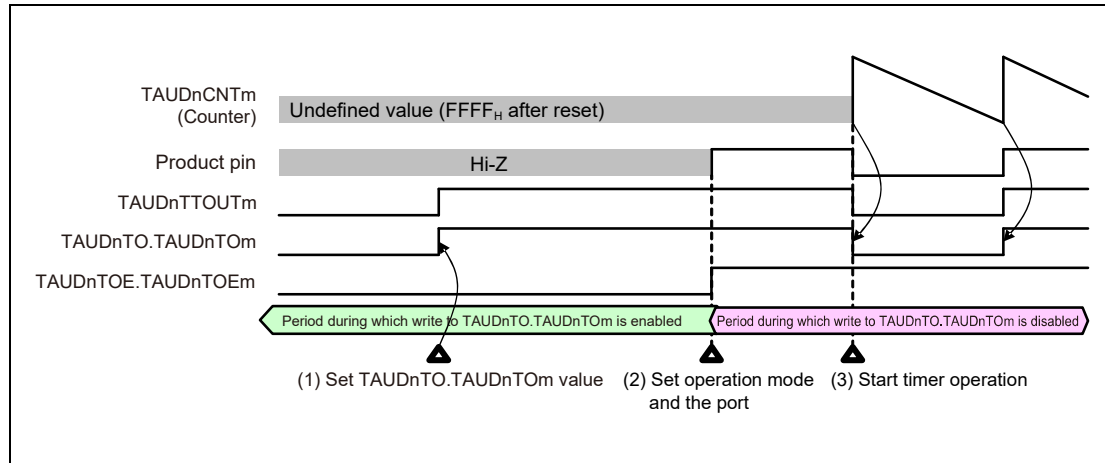 TAUDnCNTm
(Counter)
Undefined value (FFFFH after reset)
Product pin
Hi-Z
TAUDnTTOUTm
TAUDnTO.TAUDnTOm
TAUDnTOE.TAUDnTOEm
Period during which write to TAUDnTO.TAUDnTOm is enabled
Period during which write to TAUDnTO.TAUDnTOm is disabled
(1) Set TAUDnTO.TAUDnTOm value
(2) Set operation mode
and the port
(3) Start timer operation